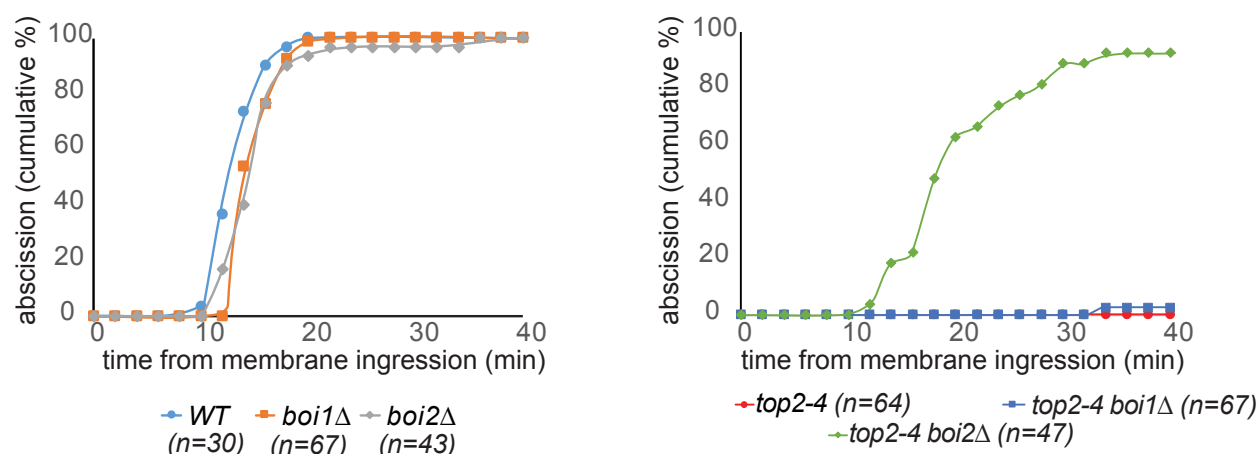 abscission (cumulative %)
100
80
60
40
20
0
0 10 20 30 40
time from membrane ingression (min)
WT boi1Δ boi2Δ
(n=30) (n=67) (n=43)
abscission (cumulative %)
100
80
60
40
20
0
0 10 20 30 40
time from membrane ingression (min)
top2-4 (n=64) top2-4 boi1Δ (n=67)
top2-4 boi2Δ (n=47)